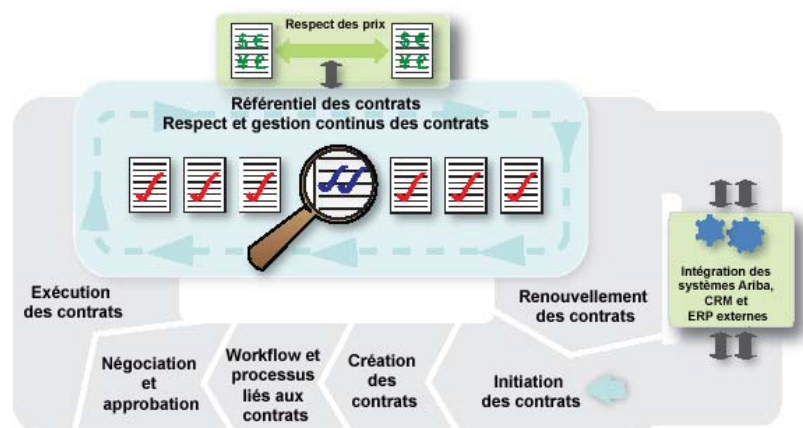 Respect des prix
$ €
¥ £
$ €
¥ £
Référentiel des contrats
Respect et gestion continus des contrats
Intégration des
systèmes Ariba,
CRM et
ERP externes
Exécution
des contrats
Renouvellement
des contrats
Négociation
et
approbation
Workflow et
processus
liés aux
contrats
Création
des
contrats
Initiation
des contrats